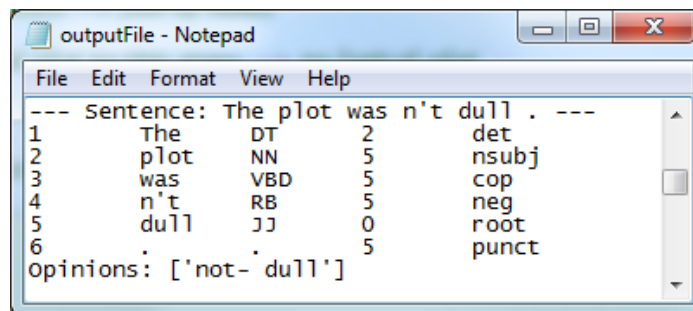 outputFile - Notepad
File Edit Format View Help
--- Sentence: The plot was n't dull . ---
1 The DT 2 det
2 plot NN 5 nsubj
3 was VBD 5 cop
4 n't RB 5 neg
5 dull JJ 0 root
6 . . 5 punct
Opinions: ['not- dull']